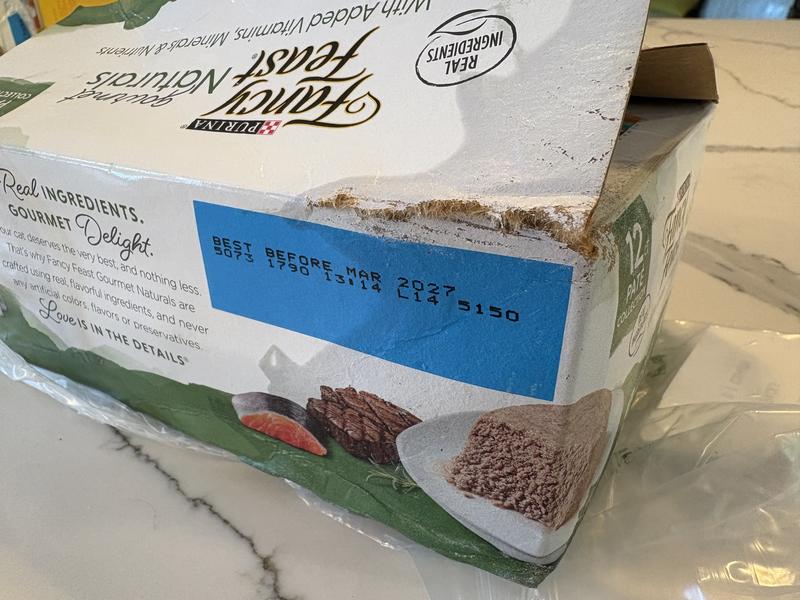 With Added Vitamins, Minerals & Nutrients
gourmet
Naturals
Fancy
Feast®
PURINA®
REAL
INGREDIENTS
Real INGREDIENTS.
GOURMET Delight.
our cat deserves the very best, and nothing less.
That's why Fancy Feast Gourmet Naturals are
crafted using real, flavorful ingredients, and never
any artificial colors, flavors or preservatives.
Love IS IN THE DETAILS®
BEST BEFORE MAR 2027
5073 1790 13:14 L14 5150
12
PATE